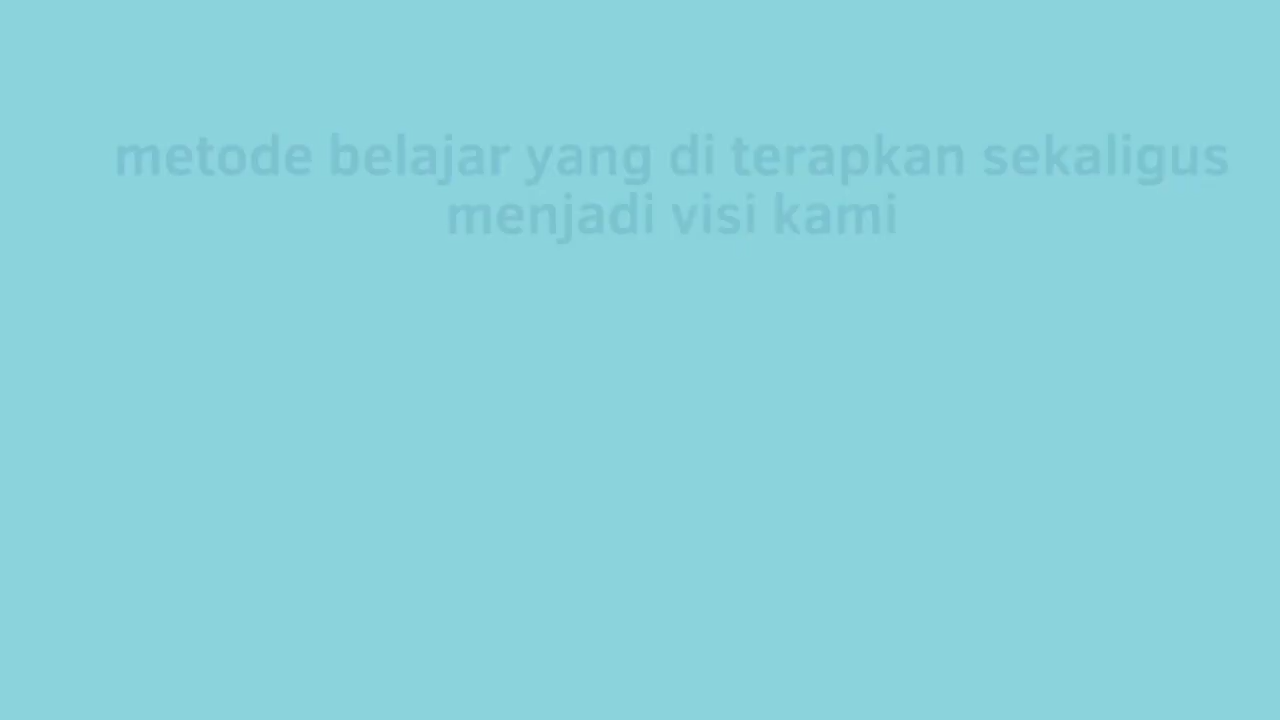 metode belajar yang di terapkan sekaligus
menjadi visi kami